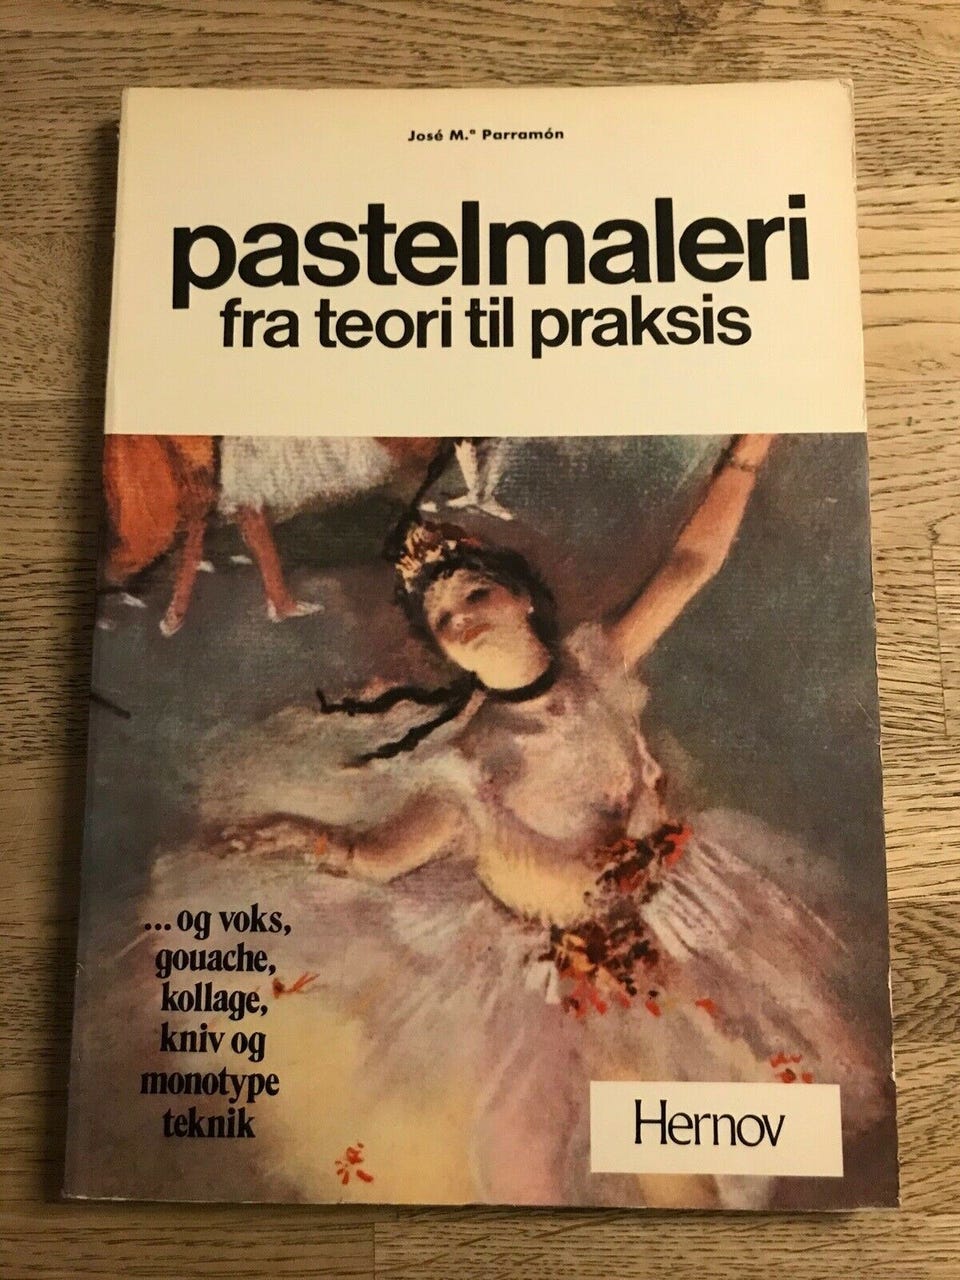 José M.ª Parramón
pastelmaleri
fra teori til praksis
...og voks,
gouache,
kollage,
kniv og
monotype
teknik
Hernov